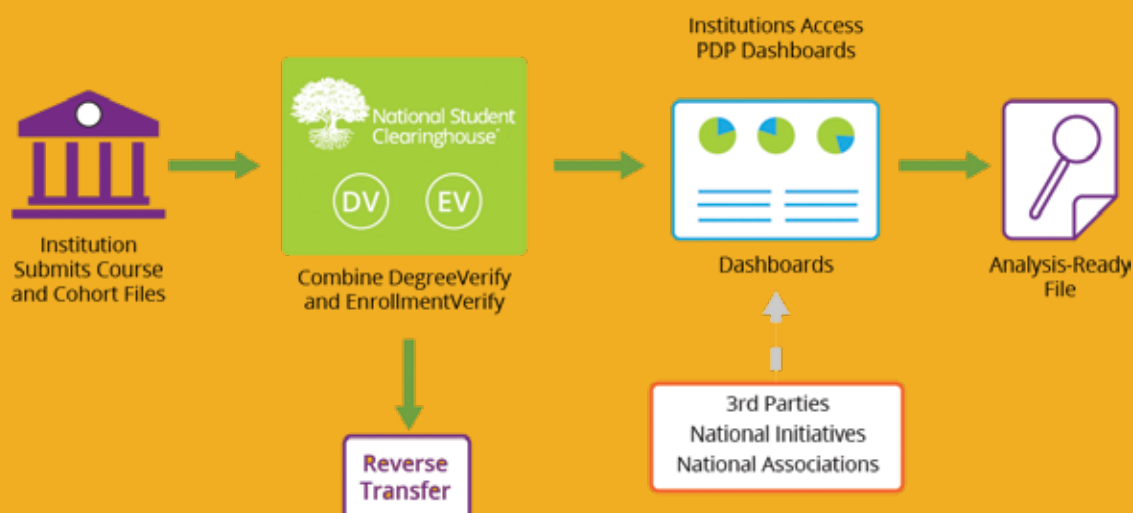 Institutions Access
PDP Dashboards
National Student
Clearinghouse®
DV
EV
Institution
Submits Course
and Cohort Files
Combine DegreeVerify
and EnrollmentVerify
Dashboards
Analysis-Ready
File
3rd Parties
National Initiatives
National Associations
Reverse
Transfer